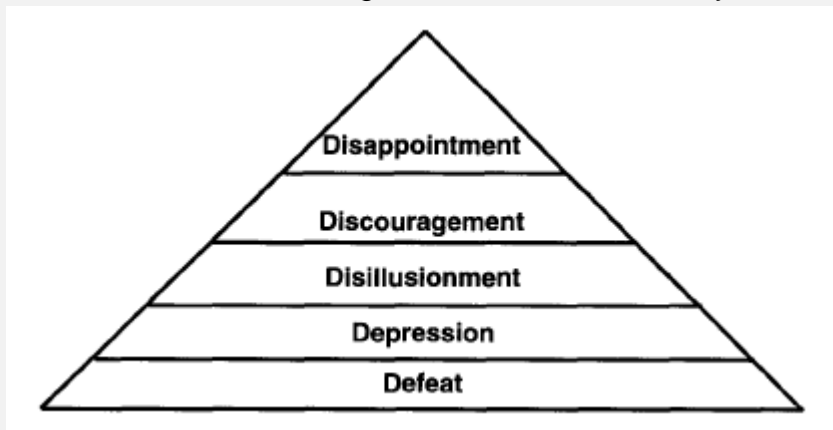 Disappointment
Discouragement
Disillusionment
Depression
Defeat